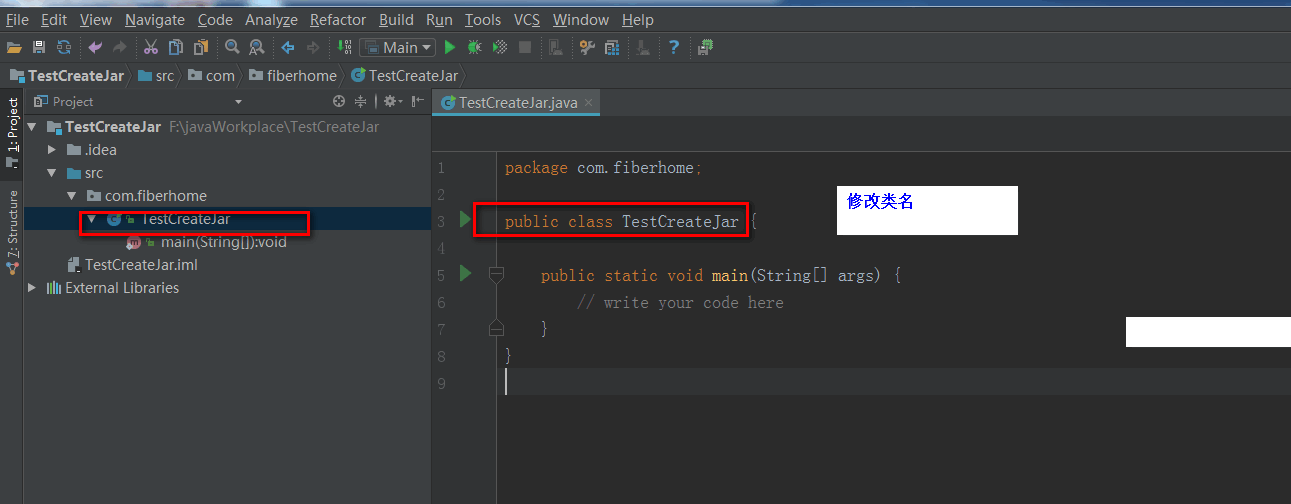 File Edit View Navigate Code Analyze Refactor Build Run Tools VCS Window Help
Main
TestCreateJar src com fiberhome TestCreateJar
1: Project
7: Structure
Project
TestCreateJar F:\javaWorkplace\TestCreateJar
.idea
src
com.fiberhome
TestCreateJar
main(String[]):void
TestCreateJar.iml
External Libraries
TestCreateJar.java
1 package com.fiberhome;
2
3 public class TestCreateJar {
4
5 public static void main(String[] args) {
6 // write your code here
7 }
8 }
9
修改类名